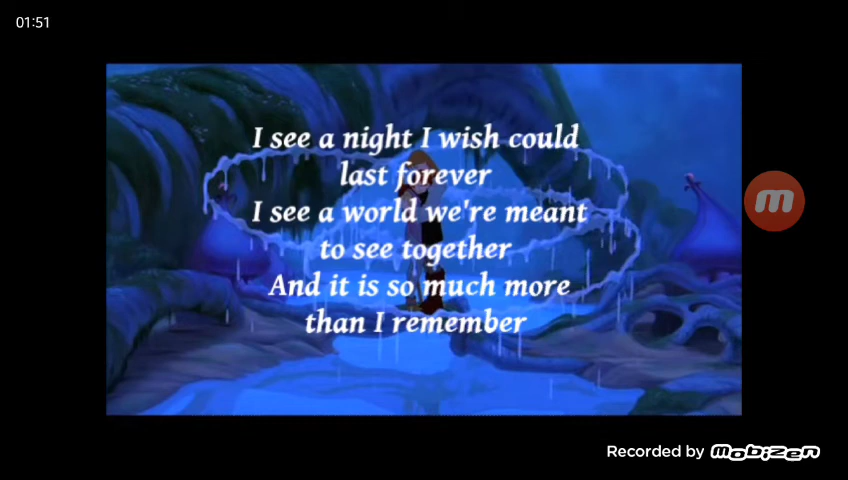 01:51
I see a night I wish could
last forever
I see a world we're meant
to see together
And it is so much more
than I remember
M
Recorded by Mobizen